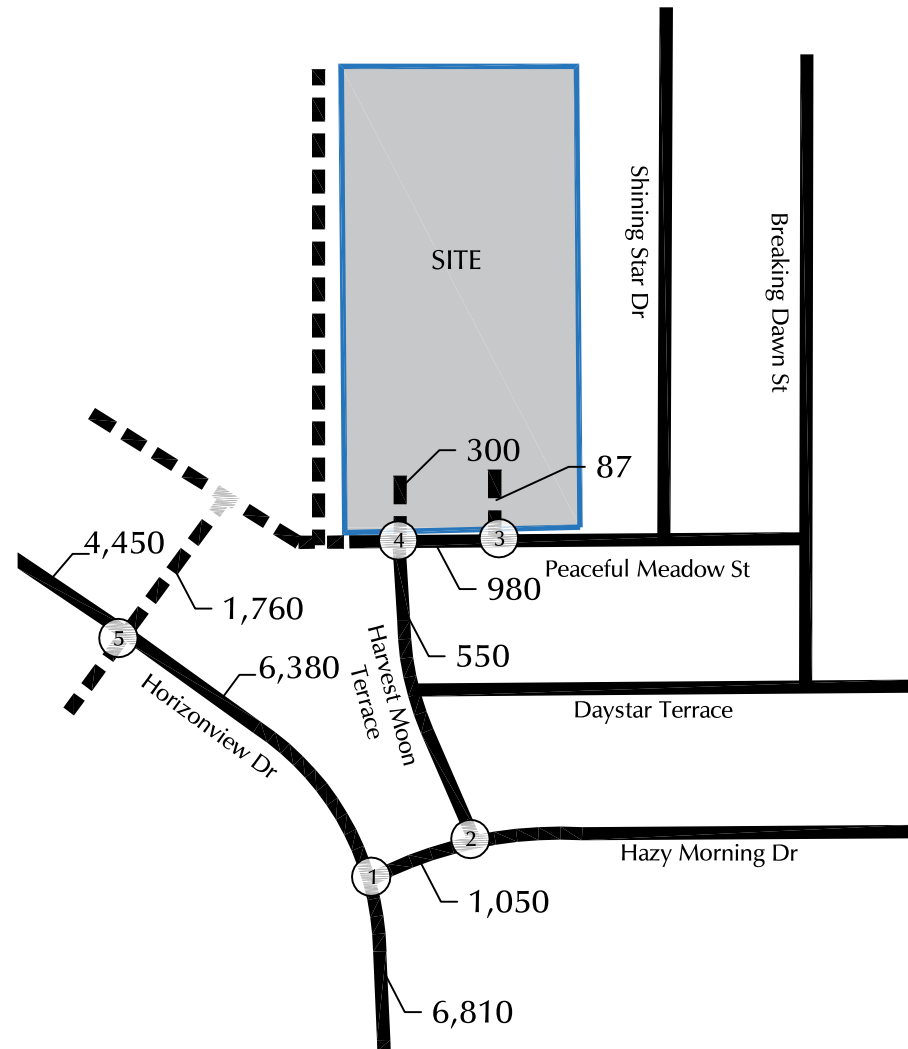 Shining Star Dr
Breaking Dawn St
SITE
300
87
4
3
4,450
980
Peaceful Meadow St
1,760
5
550
6,380
Harvest Moon
Terrace
Horizonview Dr
Daystar Terrace
2
Hazy Morning Dr
1
1,050
6,810